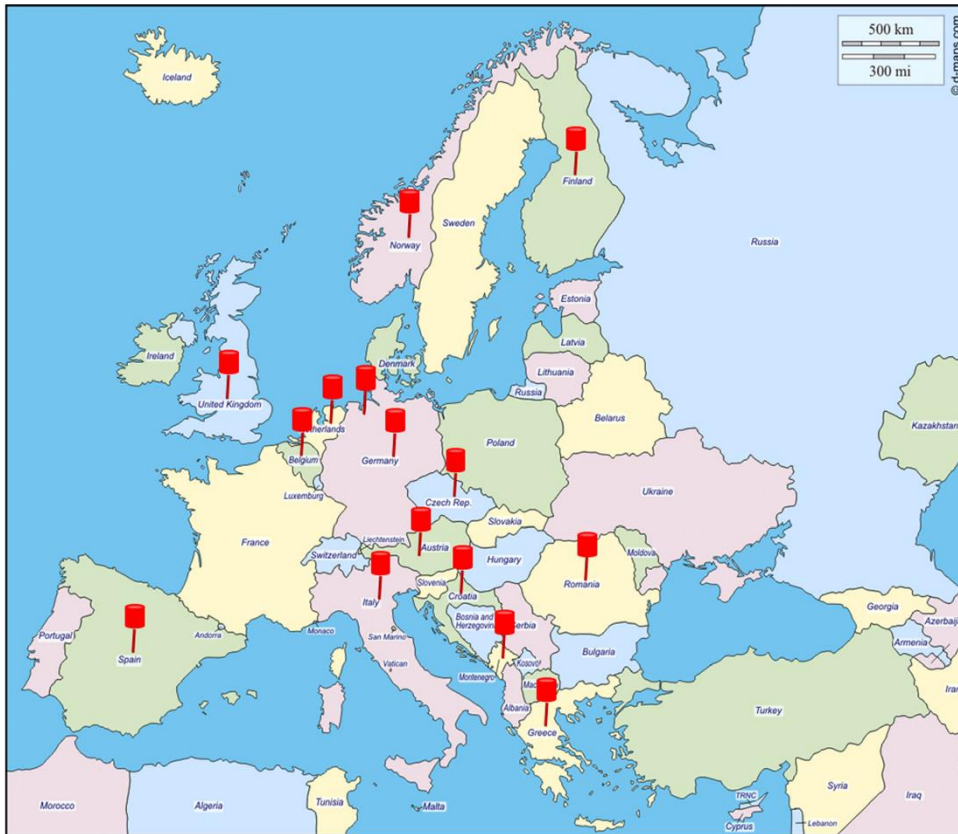 500 km
300 mi
© d-maps.com
Iceland
Finland
Russia
Sweden
Norway
Estonia
Latvia
Ireland
Denmark
Lithuania
Russia
United Kingdom
Belarus
Kazakhstan
Netherlands
Poland
Belgium
Germany
Ukraine
Luxemburg
Czech Rep.
Slovakia
France
Liechtenstein
Austria
Moldova
Switzerland
Hungary
Slovenia
Romania
Italy
Croatia
Georgia
Bosnia and
Herzegovina
Serbia
Azerbaija
Portugal
Andorra
Monaco
San Marino
Armenia
Spain
Bulgaria
Vatican
Kosovo
Montenegro
Iran
Mac
Albania
Turkey
Greece
Syria
Iraq
TRNC
Morocco
Algeria
Tunisia
Malta
Cyprus
Lebanon